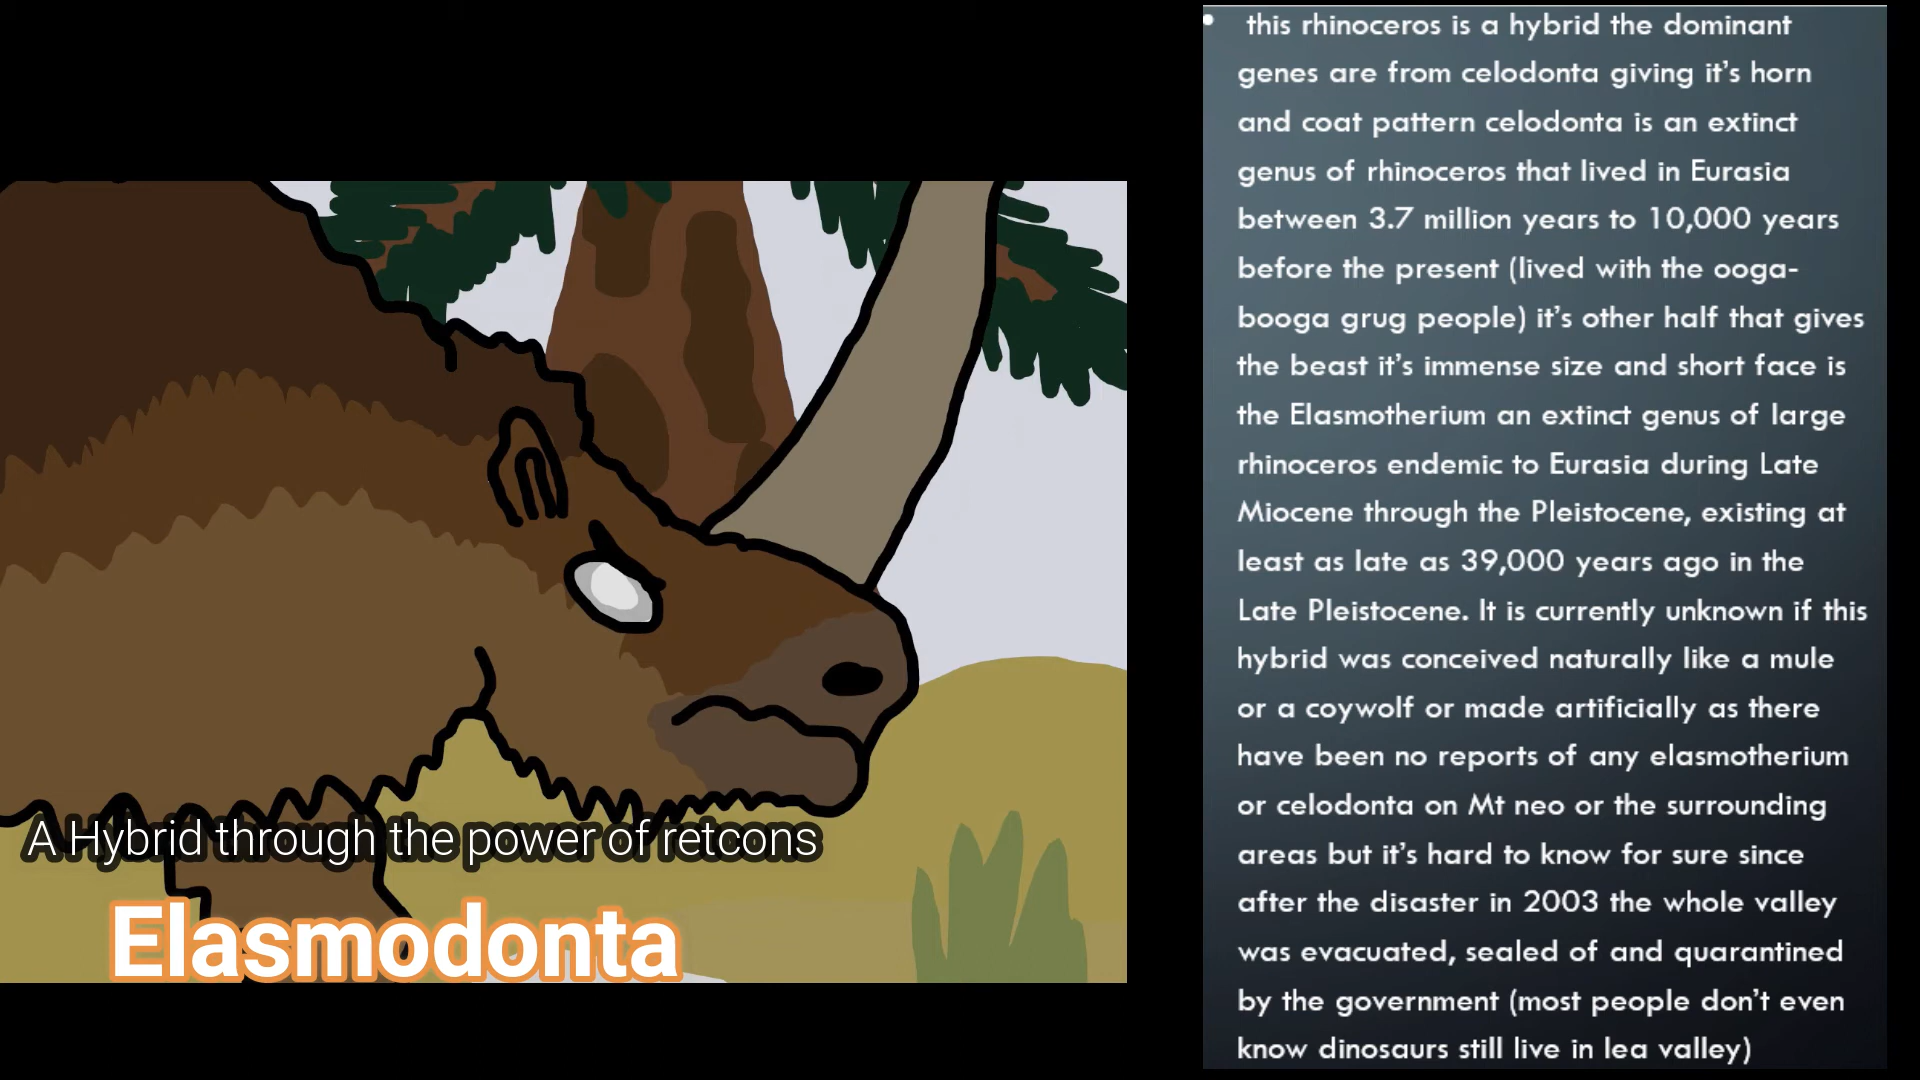 A Hybrid through the power of retcons
Elasmodonta
• this rhinoceros is a hybrid the dominant
genes are from celodonta giving it's horn
and coat pattern celodonta is an extinct
genus of rhinoceros that lived in Eurasia
between 3.7 million years to 10,000 years
before the present (lived with the ooga-
booga grug people) it's other half that gives
the beast it's immense size and short face is
the Elasmotherium an extinct genus of large
rhinoceros endemic to Eurasia during Late
Miocene through the Pleistocene, existing at
least as late as 39,000 years ago in the
Late Pleistocene. It is currently unknown if this
hybrid was conceived naturally like a mule
or a coywolf or made artificially as there
have been no reports of any elasmotherium
or celodonta on Mt neo or the surrounding
areas but it's hard to know for sure since
after the disaster in 2003 the whole valley
was evacuated, sealed of and quarantined
by the government (most people don't even
know dinosaurs still live in lea valley)